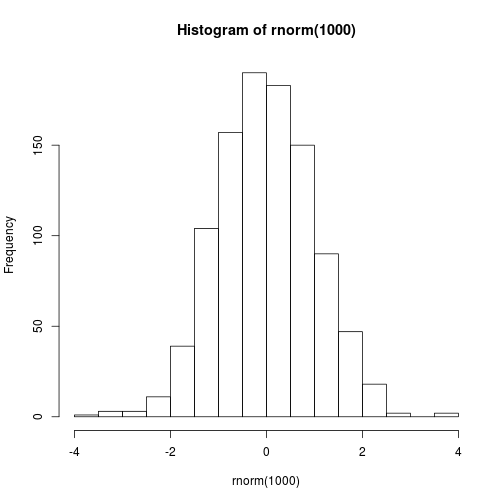 Histogram of rnorm(1000)
Frequency
150
100
50
0
-4 -2 0 2 4
rnorm(1000)